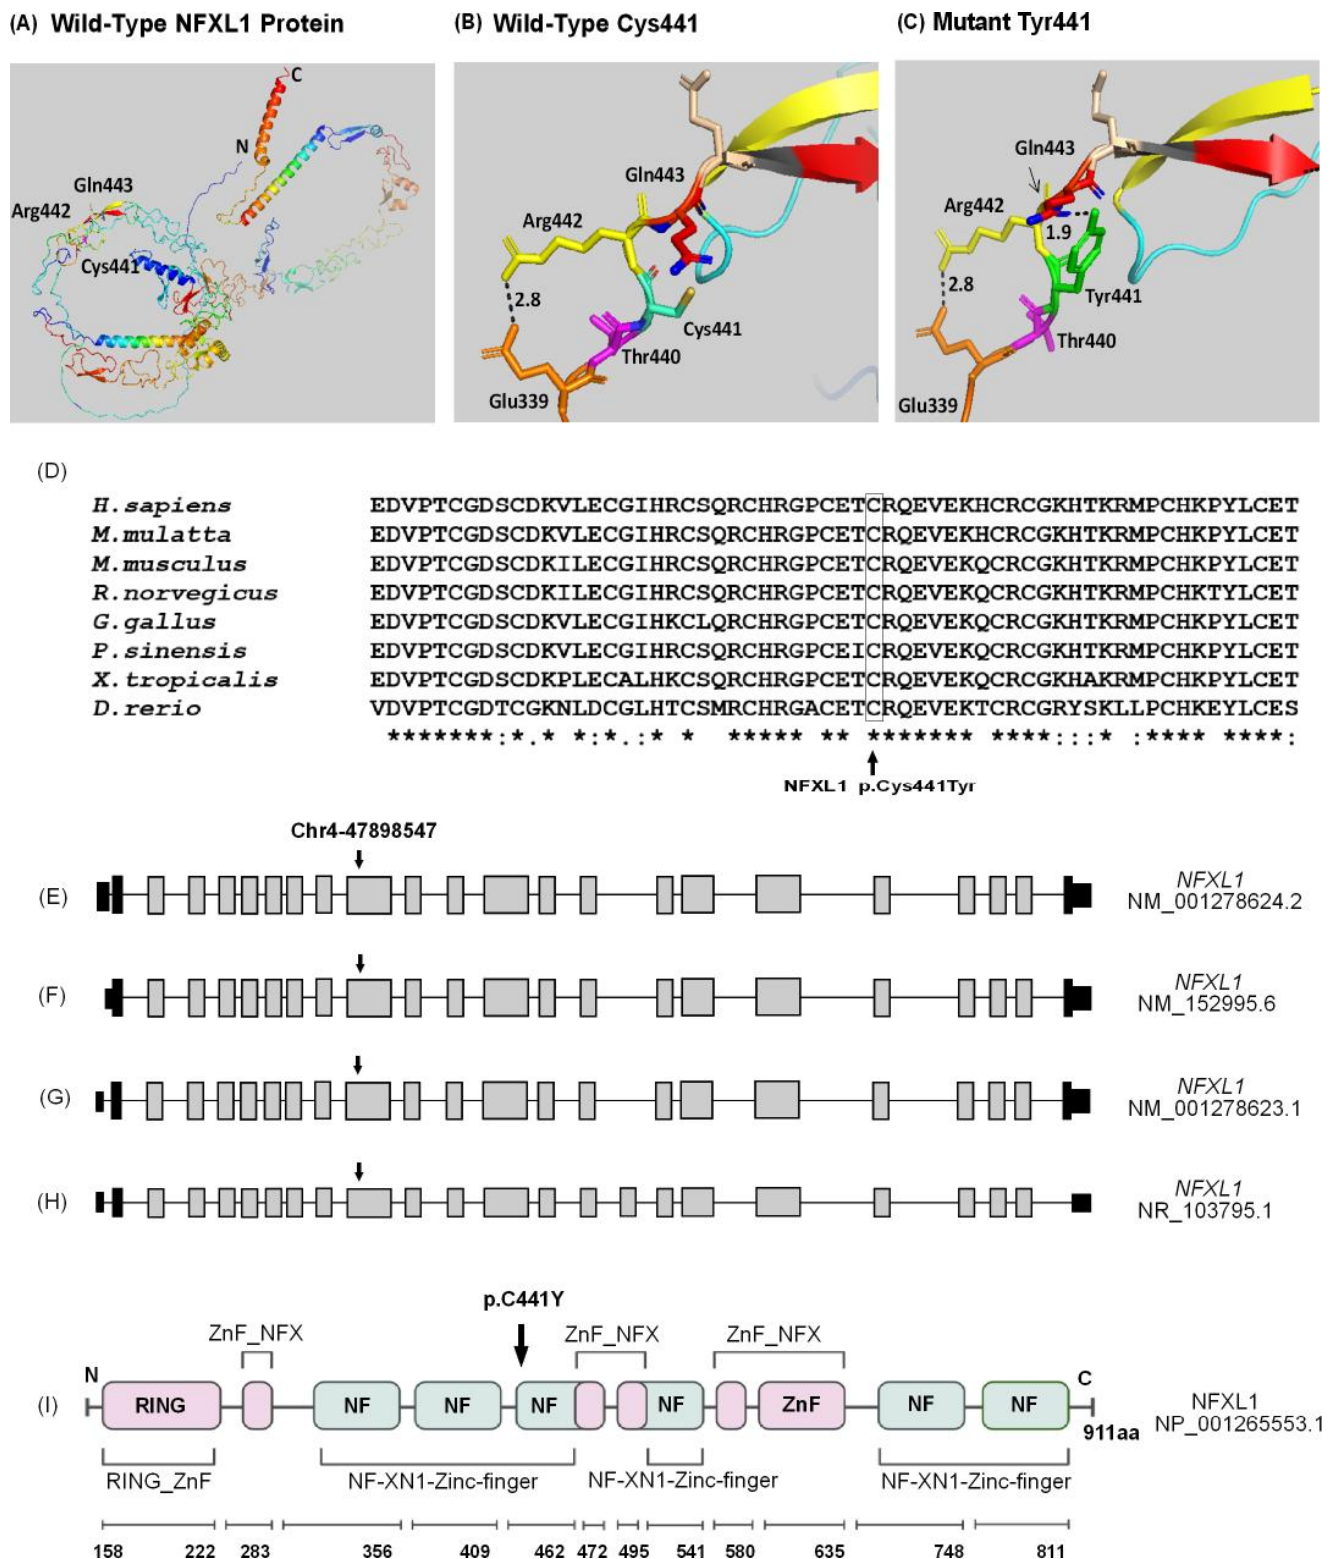 (A) Wild-Type NFXL1 Protein
(B) Wild-Type Cys441
(C) Mutant Tyr441
C
N
Gln443
Arg442
Cys441
Gln443
Arg442
2.8
Cys441
Thr440
Glu339
Gln443
Arg442
1.9
2.8
Tyr441
Thr440
Glu339
(D)
H.sapiens EDVPTCGDSCDKVLECGIHRCSQRCHRGPCETCRQEVEKHCRCGKHTKRMPCHKPYLCET
M.mulatta EDVPTCGDSCDKVLECGIHRCSQRCHRGPCETCRQEVEKHCRCGKHTKRMPCHKPYLCET
M.musculus EDVPTCGDSCDKILECGIHRCSQRCHRGPCETCRQEVEKQCRCGKHTKRMPCHKPYLCET
R.norvegicus EDVPTCGDSCDKILECGIHRCSQRCHRGPCETCRQEVEKQCRCGKHTKRMPCHKTYLCET
G.gallus EDVPTCGDSCDKVLECGIHKCLQRCHRGPCETCRQEVEKQCRCGKHTKRMPCHKPYLCET
P.sinensis EDVPTCGDSCDKVLECGIHRCSQRCHRGPCEICRQEVEKQCRCGKHTKRMPCHKPYLCET
X.tropicalis EDVPTCGDSCDKPLECALHKCSQRCHRGPCETCRQEVEKTCRCGKHAKRMPCHKPYLCET
D.rerio VDVPTCGDTCGKNLDCGLHTCSMRCHRGACETCRQEVEKTCRCGRYSKLLPCHKEYLCES
*******:*.* *:*.:* * ***** ** ******* ****:::* :**** ****:
NFXL1 p.Cys441Tyr
Chr4-47898547
(E)
NFXL1
NM_001278624.2
(F)
NFXL1
NM_152995.6
(G)
NFXL1
NM_001278623.1
(H)
NFXL1
NR_103795.1
p.C441Y
ZnF_NFX ZnF_NFX ZnF_NFX
N
C
(I)
RING NF NF NF NF ZnF NF NF
911aa
NFXL1
NP_001265553.1
RING_ZnF NF-XN1-Zinc-finger NF-XN1-Zinc-finger NF-XN1-Zinc-finger
158 222 283 356 409 462 472 495 541 580 635 748 811